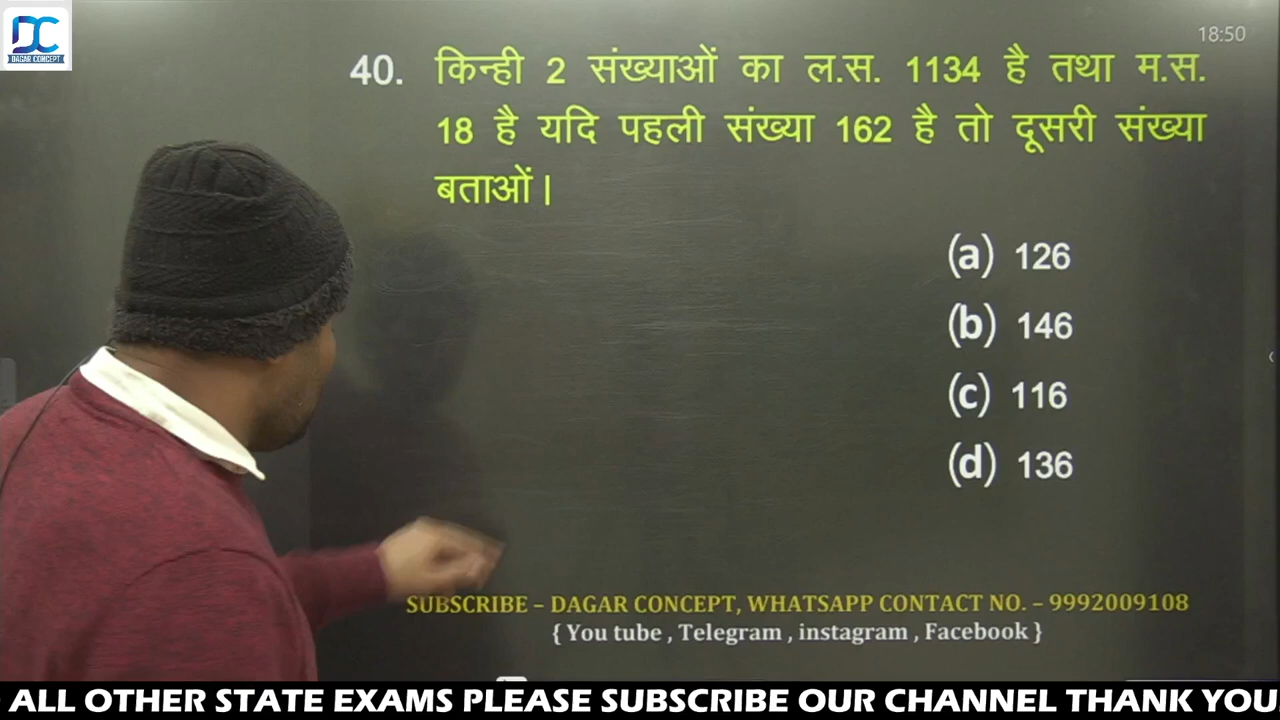 DC
DAGAR CONCEPT
18:50
40. किन्ही 2 संख्याओं का ल.स. 1134 है तथा म.स.
18 है यदि पहली संख्या 162 है तो दूसरी संख्या
बताओं।
(a) 126
(b) 146
(c) 116
(d) 136
SUBSCRIBE – DAGAR CONCEPT, WHATSAPP CONTACT NO. – 9992009108
{ You tube , Telegram , instagram , Facebook }
ALL OTHER STATE EXAMS PLEASE SUBSCRIBE OUR CHANNEL THANK YOU.